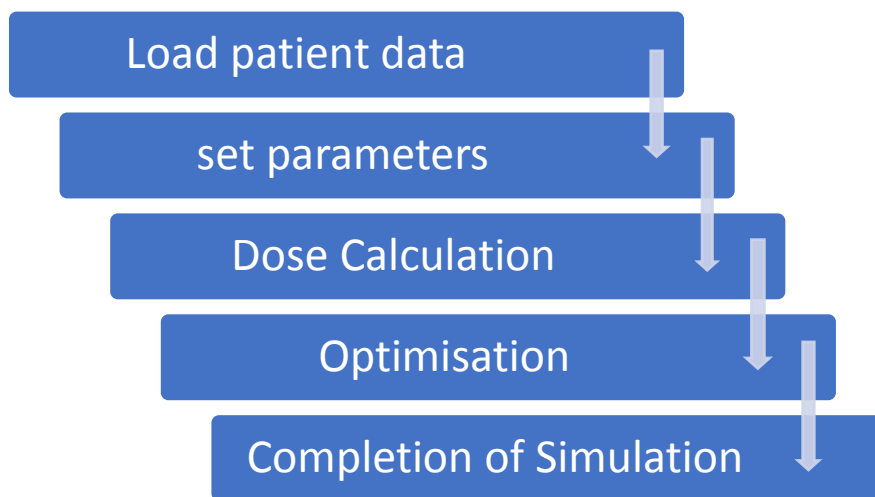 Load patient data
set parameters
Dose Calculation
Optimisation
Completion of Simulation